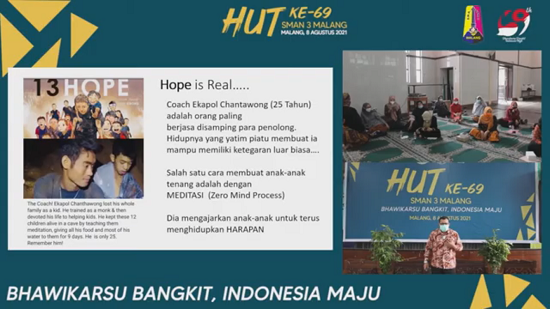 HUT KE-69
SMAN 3 MALANG
MALANG, 8 AGUSTUS 2021
69th
13 HOPE
The Coach! Ekapol Chanthawong lost his whole
family as a kid. He trained as a monk & then
devoted his life to helping kids. He kept these 12
children alive in a cave by teaching them
meditation, giving all his food and most of his
water to them for 9 days. He is only 25.
Remember him!
Hope is Real.....
Coach Ekapol Chantawong (25 Tahun)
adalah orang paling
berjasa disamping para penolong.
Hidupnya yang yatim piatu membuat ia
mampu memiliki ketegaran luar biasa....
Salah satu cara membuat anak-anak
tenang adalah dengan
MEDITASI (Zero Mind Process)
Dia mengajarkan anak-anak untuk terus
menghidupkan HARAPAN
HUT KE-69
SMAN 3 MALANG
BHAWIKARSU BANGKIT, INDONESIA MAJU
MALANG, 8 AGUSTUS 2021
BHAWIKARSU BANGKIT, INDONESIA MAJU